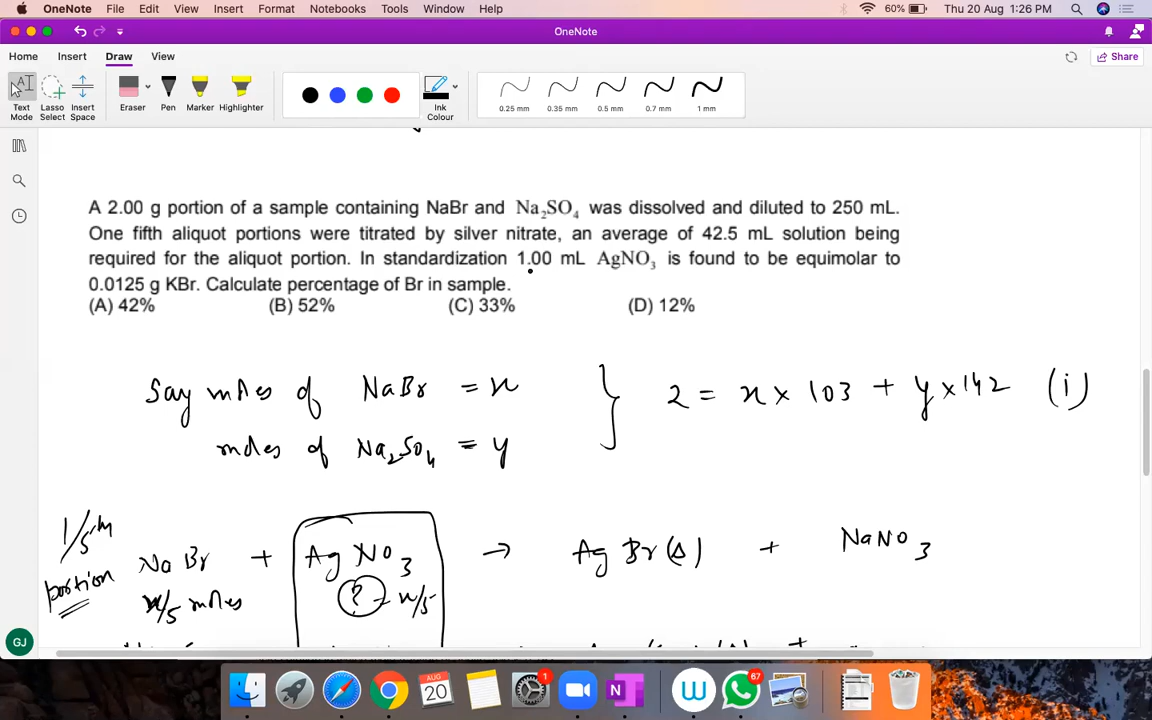 OneNote File Edit View Insert Format Notebooks Tools Window Help 60% Thu 20 Aug 1:26 PM
OneNote
Home Insert Draw View Share
Text Mode Lasso Select Insert Space Eraser Pen Marker Highlighter Ink Colour 0.25 mm 0.35 mm 0.5 mm 0.7 mm 1 mm
A 2.00 g portion of a sample containing NaBr and Na₂SO₄ was dissolved and diluted to 250 mL.
One fifth aliquot portions were titrated by silver nitrate, an average of 42.5 mL solution being
required for the aliquot portion. In standardization 1.00 mL AgNO₃ is found to be equimolar to
0.0125 g KBr. Calculate percentage of Br in sample.
(A) 42% (B) 52% (C) 33% (D) 12%
Say moles of NaBr = x } 2 = x × 103 + y × 142 (i)
moles of Na₂SO₄ = y
1/5th portion
NaBr + AgNO₃ → AgBr(s) + NaNO₃
x/5 moles ? - x/5
GJ
AUG 20 1 67